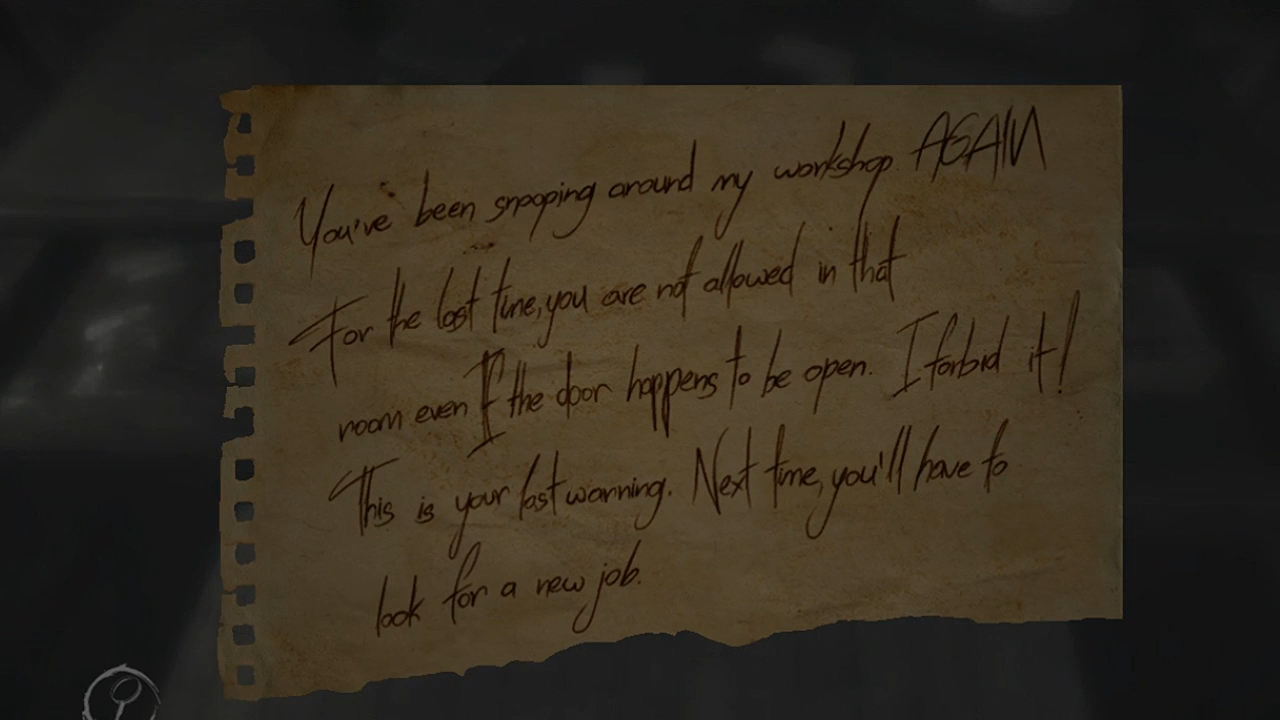 You've been snooping around my workshop AGAIN
For the last time, you are not allowed in that
room even If the door happens to be open. I forbid it!
This is your last warning. Next time, you'll have to
look for a new job.